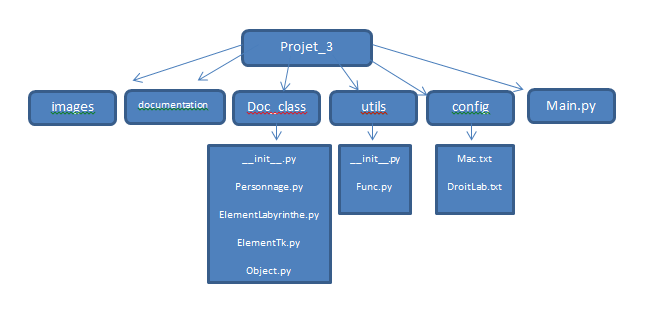 Projet_3
images
documentation
Doc_class
utils
config
Main.py
__init__.py
Personnage.py
ElementLabyrinthe.py
ElementTk.py
Object.py
__init__.py
Func.py
Mac.txt
DroitLab.txt